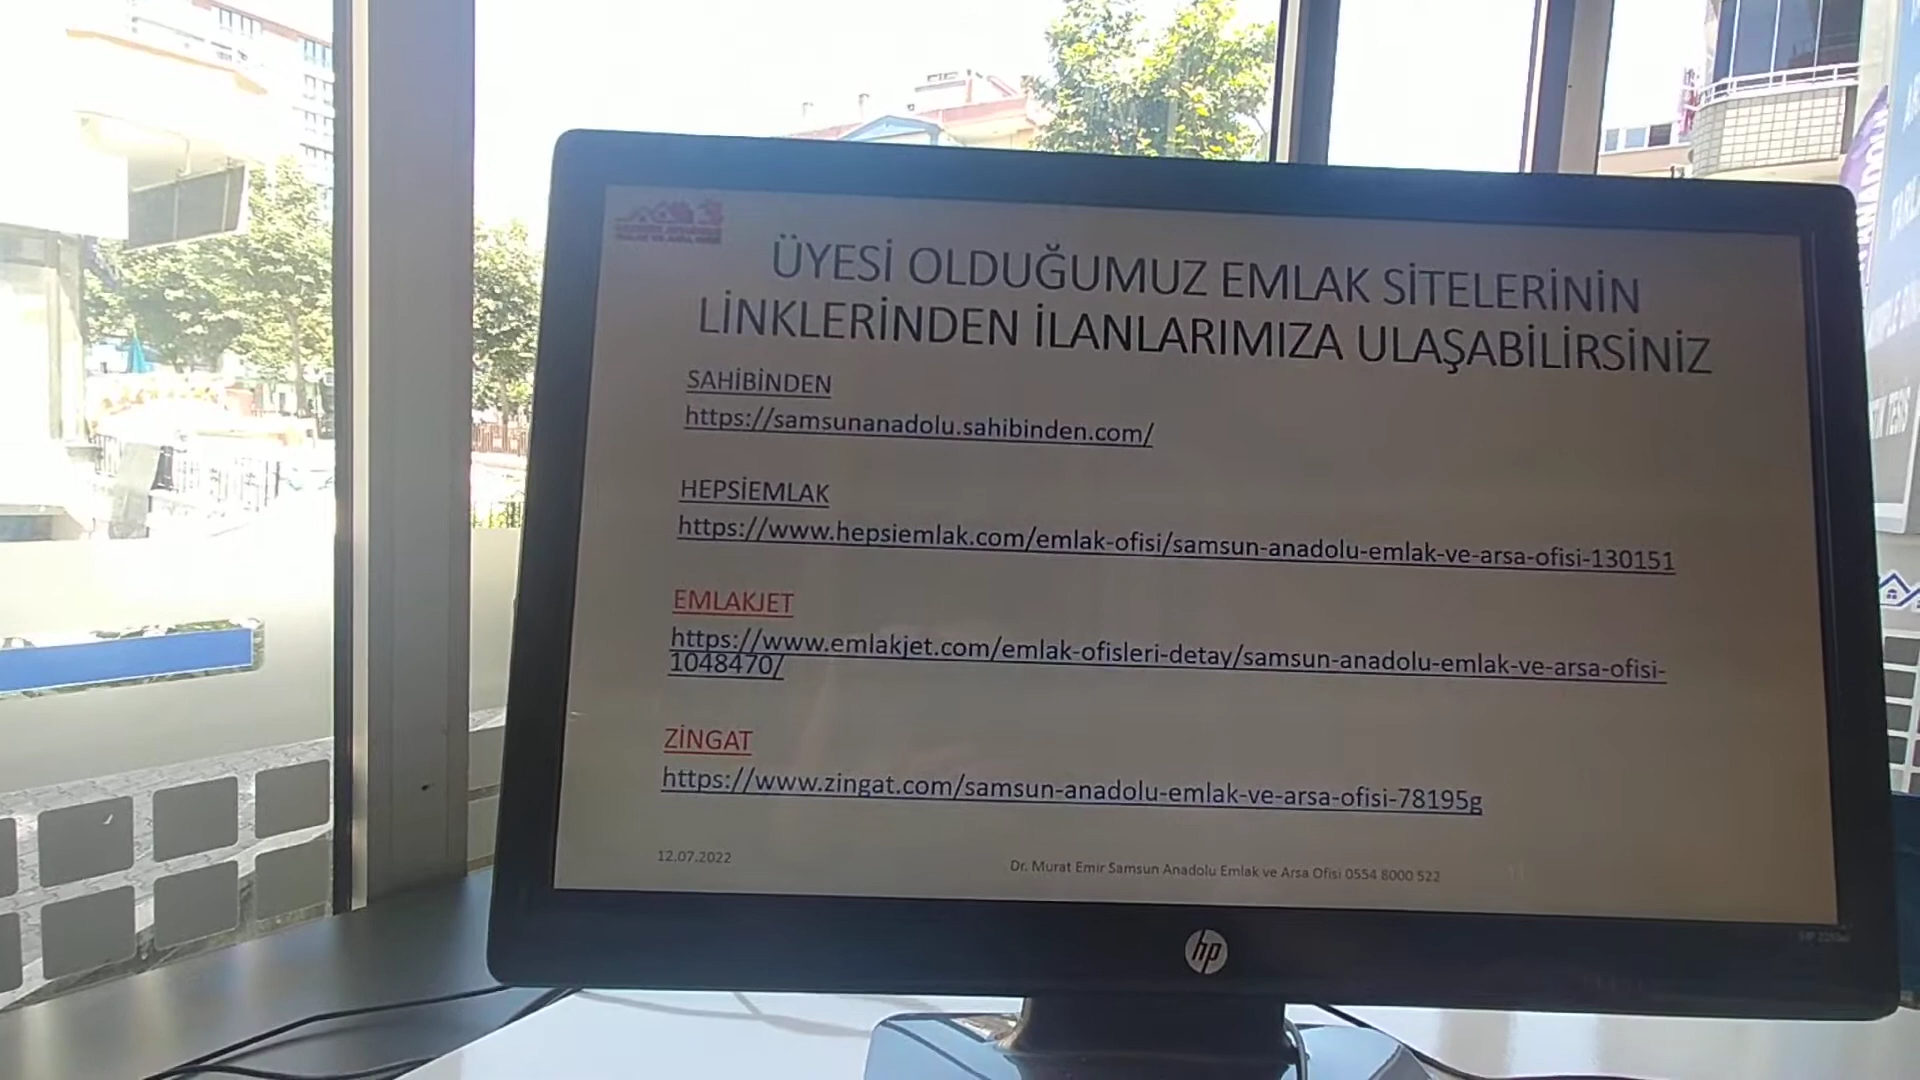 ÜYESİ OLDUĞUMUZ EMLAK SİTELERİNİN
LİNKLERİNDEN İLANLARIMIZA ULAŞABİLİRSİNİZ
SAHİBİNDEN
https://samsunanadolu.sahibinden.com/
HEPSİEMLAK
https://www.hepsiemlak.com/emlak-ofisi/samsun-anadolu-emlak-ve-arsa-ofisi-130151
EMLAKJET
https://www.emlakjet.com/emlak-ofisleri-detay/samsun-anadolu-emlak-ve-arsa-ofisi-
1048470/
ZİNGAT
https://www.zingat.com/samsun-anadolu-emlak-ve-arsa-ofisi-78195g
12.07.2022
Dr. Murat Emir Samsun Anadolu Emlak ve Arsa Ofisi 0554 8000 522
11
hp